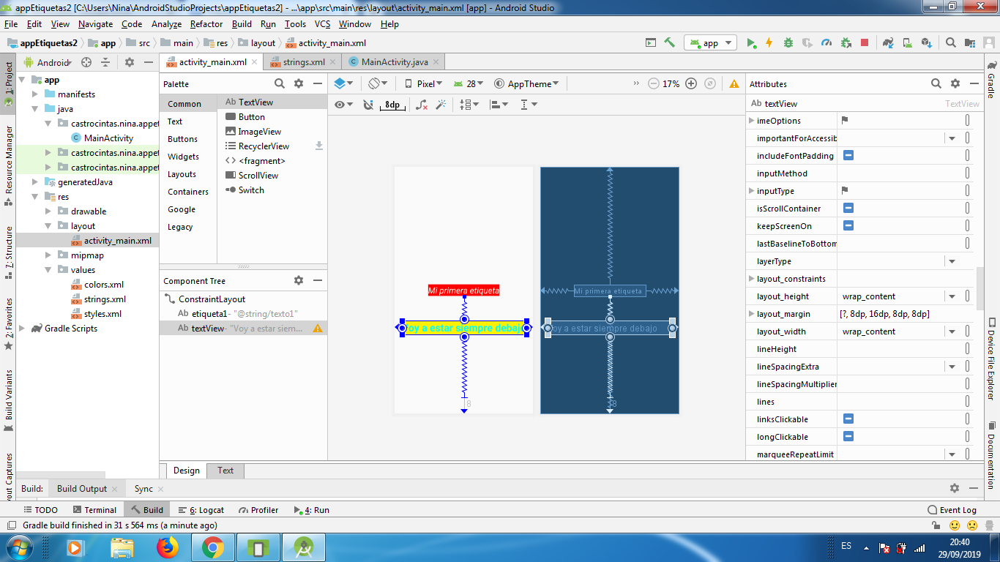 appEtiquetas2 [C:\Users\Nina\AndroidStudioProjects\appEtiquetas2] - ...\app\src\main\res\layout\activity_main.xml [app] - Android Studio
File Edit View Navigate Code Analyze Refactor Build Run Tools VCS Window Help
appEtiquetas2 app src main res layout activity_main.xml app
1: Project
Resource Manager
7: Structure
2: Favorites
Build Variants
out Captures
Android
app
manifests
java
castrocintas.nina.appet
MainActivity
castrocintas.nina.appet
castrocintas.nina.appet
generatedJava
res
drawable
layout
activity_main.xml
mipmap
values
colors.xml
strings.xml
styles.xml
Gradle Scripts
activity_main.xml strings.xml MainActivity.java
Palette
Common
Text
Buttons
Widgets
Layouts
Containers
Google
Legacy
Ab TextView
Button
ImageView
RecyclerView
<fragment>
ScrollView
Switch
Component Tree
ConstraintLayout
Ab etiqueta1- "@string/texto1"
Ab textView- "Voy a estar siem...
Pixel 28 AppTheme » 17%
8dp
Mi primera etiqueta
oy a estar siempre debajo
8
Mi primera etiqueta
oy a estar siempre debajo
8
Design Text
Attributes
Ab textView TextView
imeOptions
importantForAccessib
includeFontPadding
inputMethod
inputType
isScrollContainer
keepScreenOn
lastBaselineToBottom
layerType
layout_constraints
layout_height wrap_content
layout_margin [?, 8dp, 16dp, 8dp, 8dp]
layout_width wrap_content
lineHeight
lineSpacingExtra
lineSpacingMultiplier
lines
linksClickable
longClickable
marqueeRepeatLimit
Gradle
Device File Explorer
Documentation
Build: Build Output Sync
TODO Terminal Build 6: Logcat Profiler 4: Run Event Log
Gradle build finished in 31 s 564 ms (a minute ago)
ES
20:40
29/09/2019